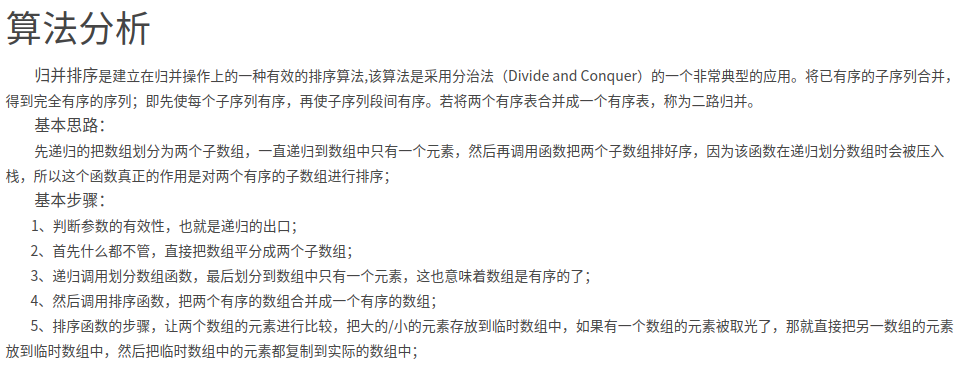 算法分析
归并排序是建立在归并操作上的一种有效的排序算法,该算法是采用分治法（Divide and Conquer）的一个非常典型的应用。将已有序的子序列合并，
得到完全有序的序列；即先使每个子序列有序，再使子序列段间有序。若将两个有序表合并成一个有序表，称为二路归并。
基本思路：
先递归的把数组划分为两个子数组，一直递归到数组中只有一个元素，然后再调用函数把两个子数组排好序，因为该函数在递归划分数组时会被压入
栈，所以这个函数真正的作用是对两个有序的子数组进行排序；
基本步骤：
1、判断参数的有效性，也就是递归的出口；
2、首先什么都不管，直接把数组平分成两个子数组；
3、递归调用划分数组函数，最后划分到数组中只有一个元素，这也意味着数组是有序的了；
4、然后调用排序函数，把两个有序的数组合并成一个有序的数组；
5、排序函数的步骤，让两个数组的元素进行比较，把大的/小的元素存放到临时数组中，如果有一个数组的元素被取光了，那就直接把另一数组的元素
放到临时数组中，然后把临时数组中的元素都复制到实际的数组中；